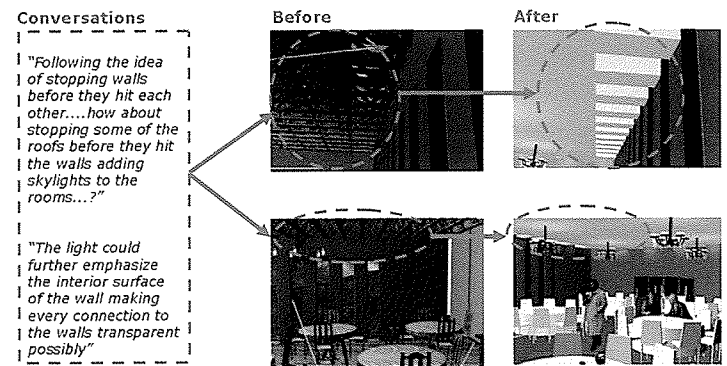 Conversations
"Following the idea
of stopping walls
before they hit each
other....how about
stopping some of the
roofs before they hit
the walls adding
skylights to the
rooms...?"
"The light could
further emphasize
the interior surface
of the wall making
every connection to
the walls transparent
possibly"
Before
After